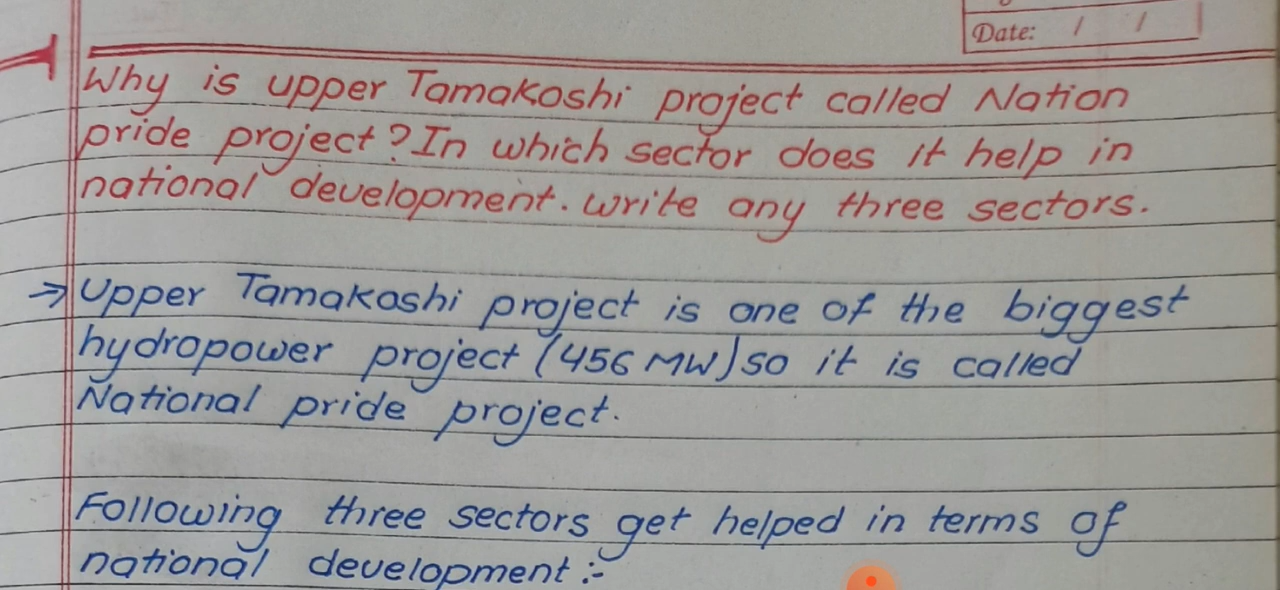 Date: / /
Why is upper Tamakoshi project called Nation
pride project? In which sector does it help in
national development. write any three sectors.
⇒ Upper Tamakoshi project is one of the biggest
hydropower project (456 MW) so it is called
National pride project.
Following three sectors get helped in terms of
national development :-